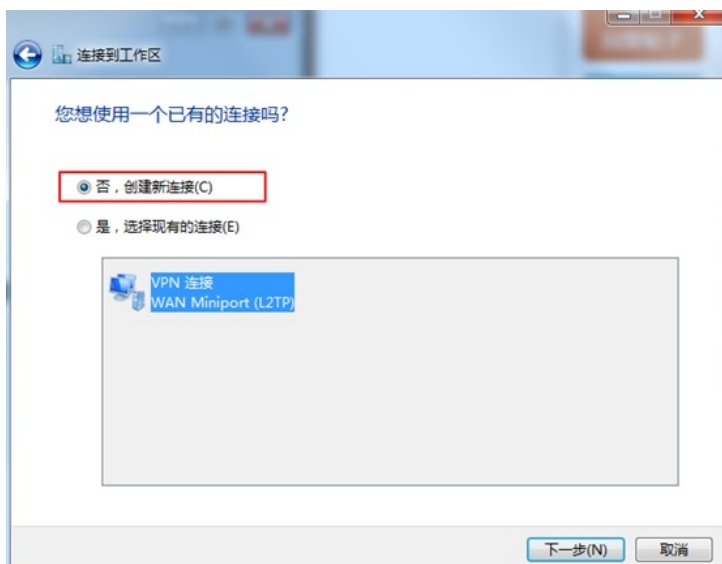 连接到工作区
您想使用一个已有的连接吗?
否，创建新连接(C)
是，选择现有的连接(E)
VPN 连接
WAN Miniport (L2TP)
下一步(N)
取消